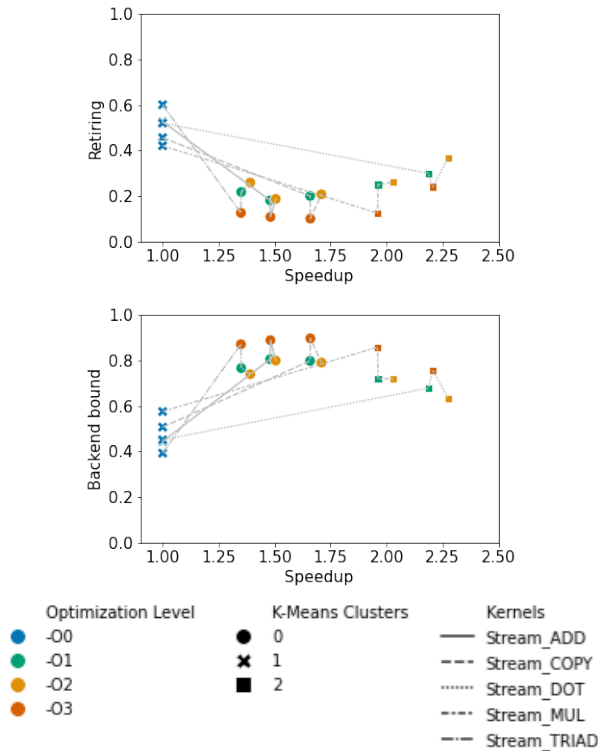 1.0
0.8
0.6
0.4
0.2
0.0
Retiring
1.00 1.25 1.50 1.75 2.00 2.25 2.50
Speedup
1.0
0.8
0.6
0.4
0.2
0.0
Backend bound
1.00 1.25 1.50 1.75 2.00 2.25 2.50
Speedup
Optimization Level
-O0
-O1
-O2
-O3
K-Means Clusters
0
1
2
Kernels
Stream_ADD
Stream_COPY
Stream_DOT
Stream_MUL
Stream_TRIAD